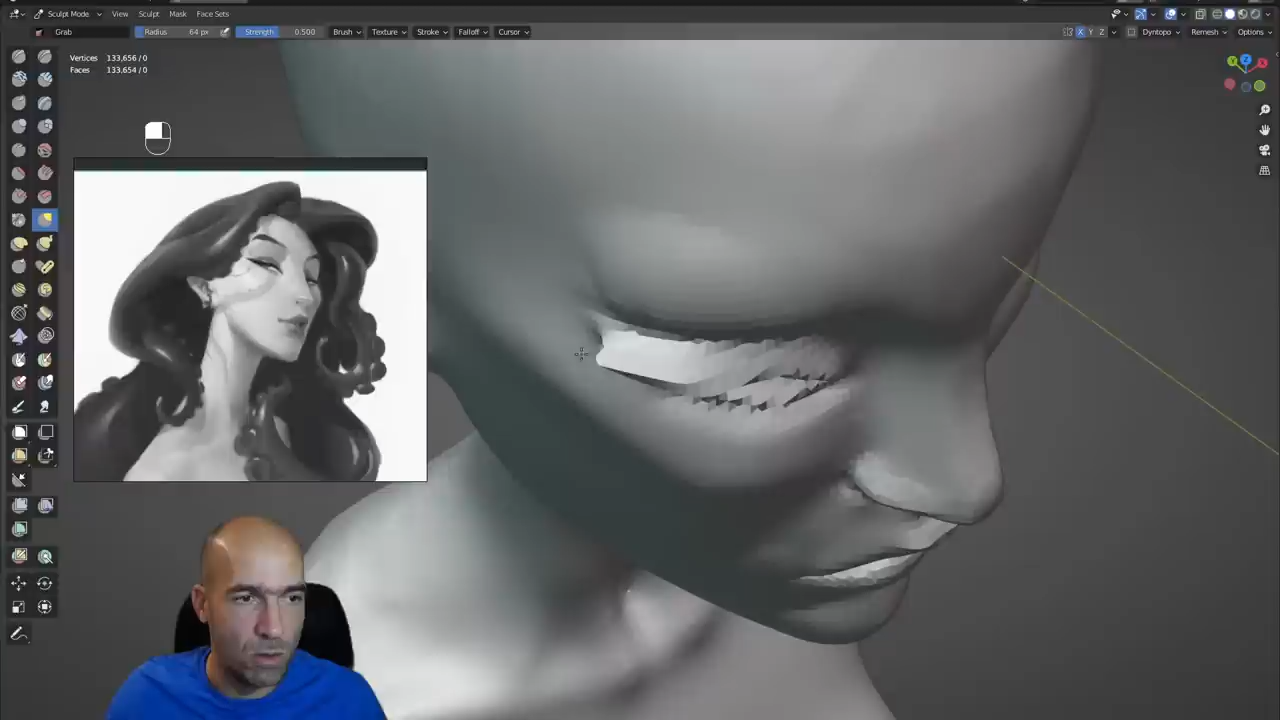 Sculpt Mode View Sculpt Mask Face Sets
Grab Radius 64 px Strength 0.500 Brush Texture Stroke Falloff Cursor X Y Z Dyntopo Remesh Options
Vertices 133,656 / 0
Faces 133,654 / 0
Y Z X